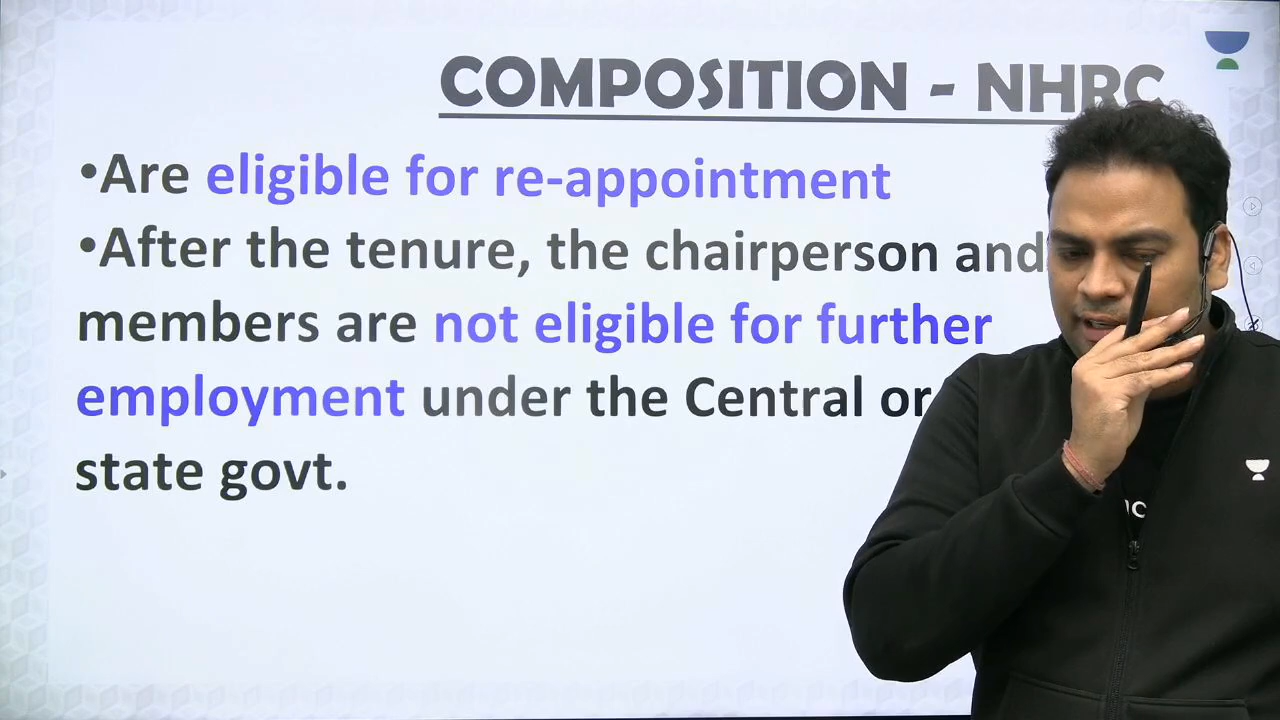 COMPOSITION - NHRC
•Are eligible for re-appointment
•After the tenure, the chairperson and
members are not eligible for further
employment under the Central or
state govt.